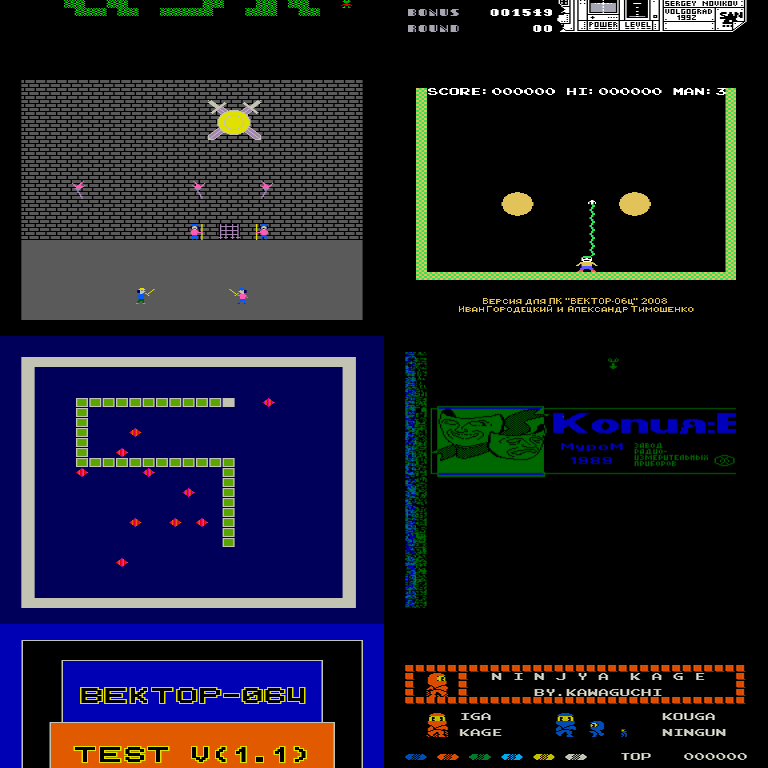 BONUS 001549
ROUND 00
POWER LEVEL
SERGEY NOVIKOV
VOLGOGRAD
1992
SAN
SCORE:000000 HI:000000 MAN:3
Версия для ПК "ВЕКТОР-06ц" 2008
Иван Городецкий и Александр Тимошенко
Копия:В
Муром
1989
ЗАВОД
РАДИО-
ИЗМЕРИТЕЛЬНЫХ
ПРИБОРОВ
ВЕКТОР-06Ц
TEST V(1.1)
NINJYA KAGE
BY.KAWAGUCHI
IGA
KAGE
KOUGA
NINGUN
TOP 000000